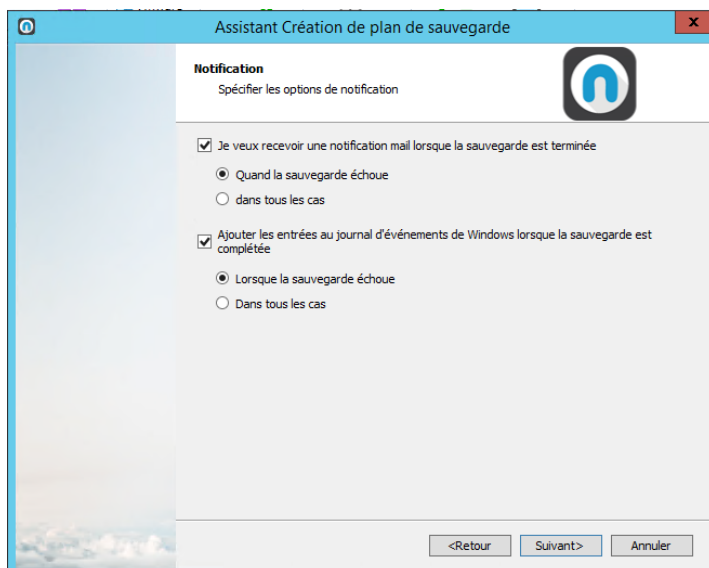 Assistant Création de plan de sauvegarde
x
Notification
Spécifier les options de notification
Je veux recevoir une notification mail lorsque la sauvegarde est terminée
Quand la sauvegarde échoue
dans tous les cas
Ajouter les entrées au journal d'événements de Windows lorsque la sauvegarde est
complétée
Lorsque la sauvegarde échoue
Dans tous les cas
<Retour
Suivant>
Annuler